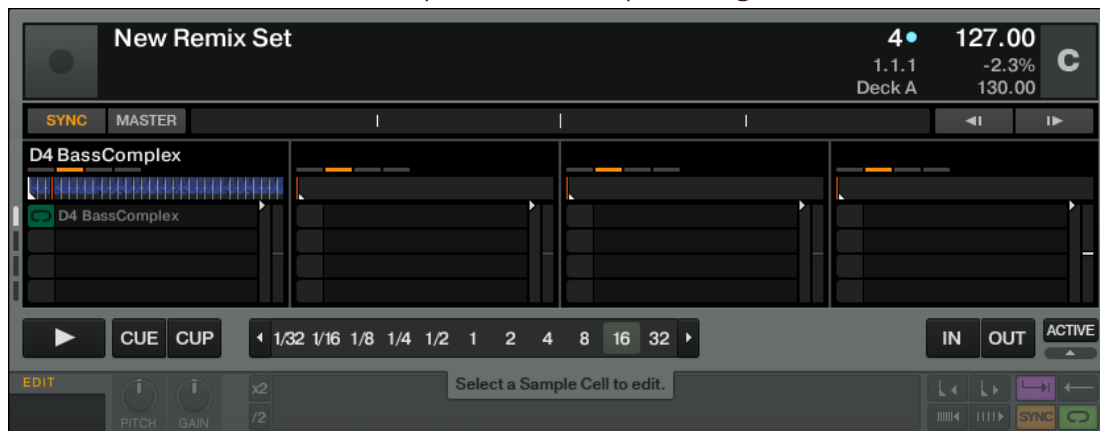 New Remix Set
4 127.00
1.1.1 -2.3%
Deck A 130.00
C
SYNC MASTER
D4 BassComplex
D4 BassComplex
CUE CUP 1/32 1/16 1/8 1/4 1/2 1 2 4 8 16 32 IN OUT ACTIVE
EDIT
Select a Sample Cell to edit.
x2
/2
PITCH GAIN
SYNC